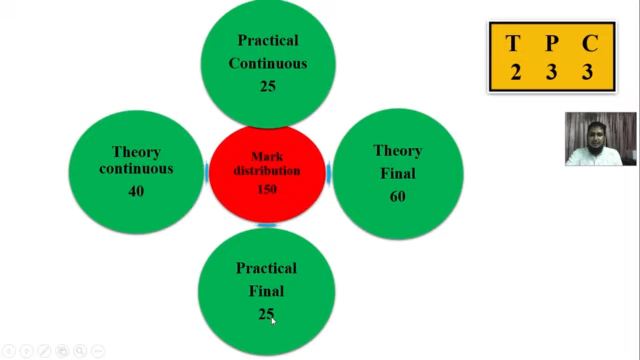 Practical
Continuous
25
T P C
2 3 3
Theory
continuous
40
Mark
distribution
150
Theory
Final
60
Practical
Final
25